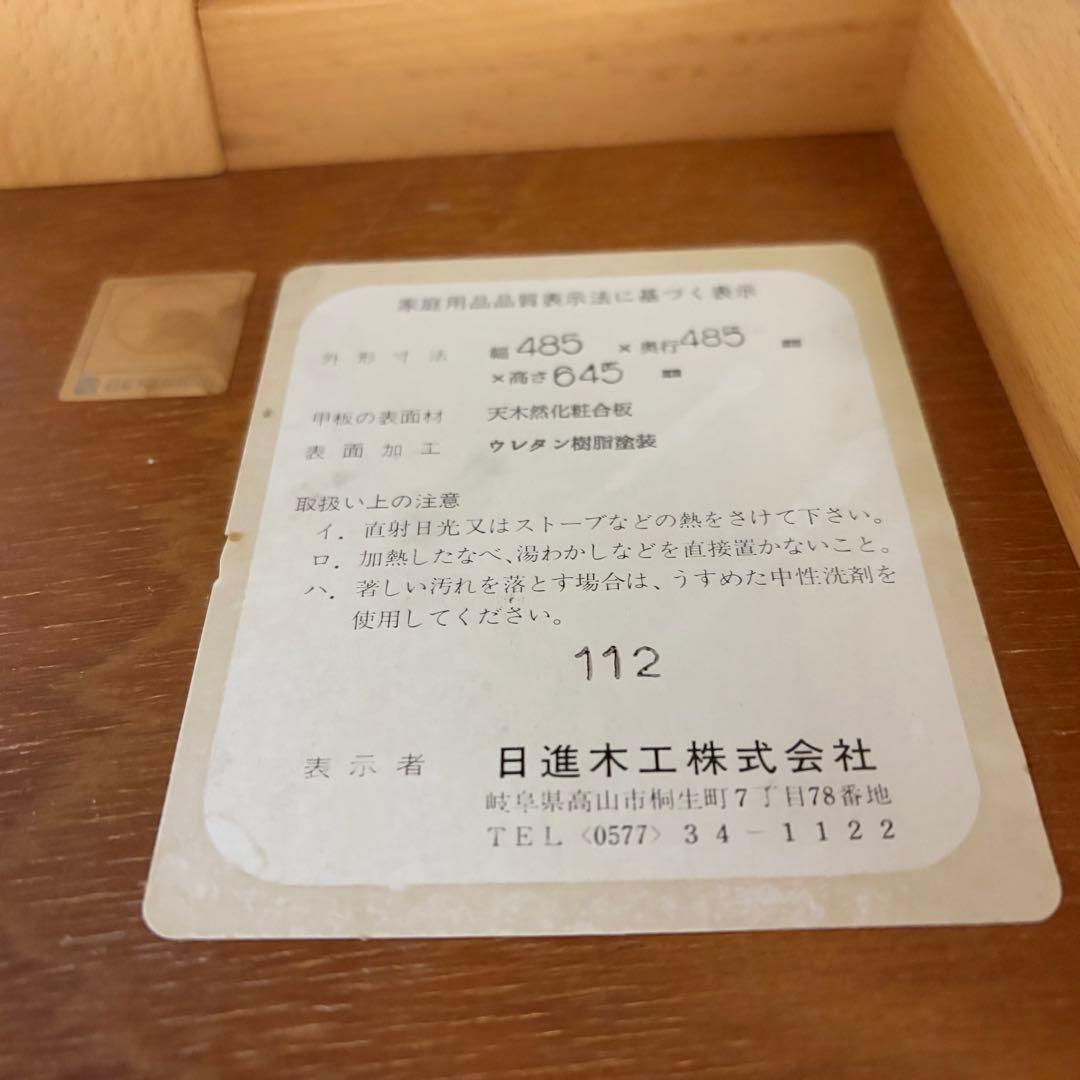 家庭用品品質表示法に基づく表示
外形寸法 幅485 × 奥行485 ㎜
×高さ645 ㎜
甲板の表面材 天木然化粧合板
表面加工 ウレタン樹脂塗装
取扱い上の注意
イ．直射日光又はストーブなどの熱をさけて下さい。
ロ．加熱したなべ、湯わかしなどを直接置かないこと。
ハ．著しい汚れを落とす場合は、うすめた中性洗剤を
使用してください。
112
表示者 日進木工株式会社
岐阜県高山市桐生町7丁目78番地
TEL〈0577〉34-1122